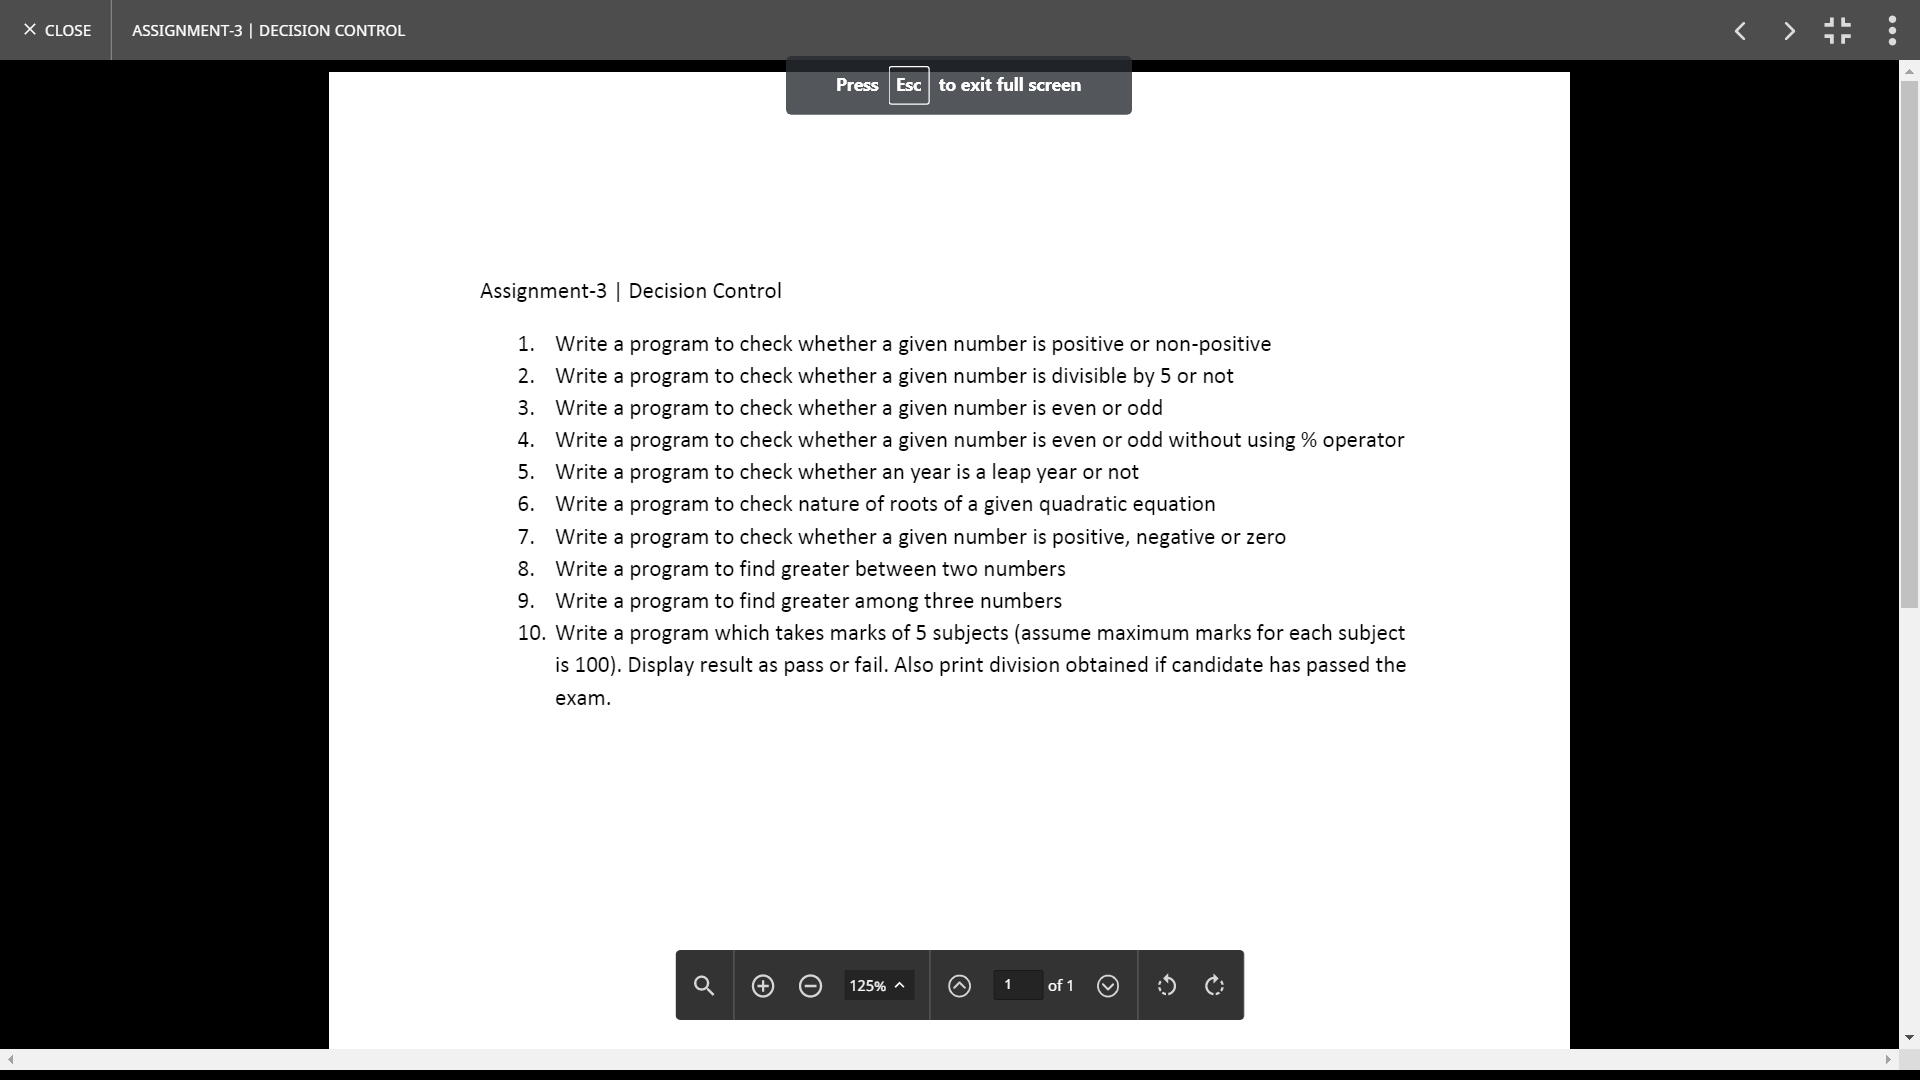 CLOSE
ASSIGNMENT-3 | DECISION CONTROL
Press Esc to exit full screen
Assignment-3 | Decision Control
1. Write a program to check whether a given number is positive or non-positive
2. Write a program to check whether a given number is divisible by 5 or not
3. Write a program to check whether a given number is even or odd
4. Write a program to check whether a given number is even or odd without using % operator
5. Write a program to check whether an year is a leap year or not
6. Write a program to check nature of roots of a given quadratic equation
7. Write a program to check whether a given number is positive, negative or zero
8. Write a program to find greater between two numbers
9. Write a program to find greater among three numbers
10. Write a program which takes marks of 5 subjects (assume maximum marks for each subject
is 100). Display result as pass or fail. Also print division obtained if candidate has passed the
exam.
125%
1 of 1